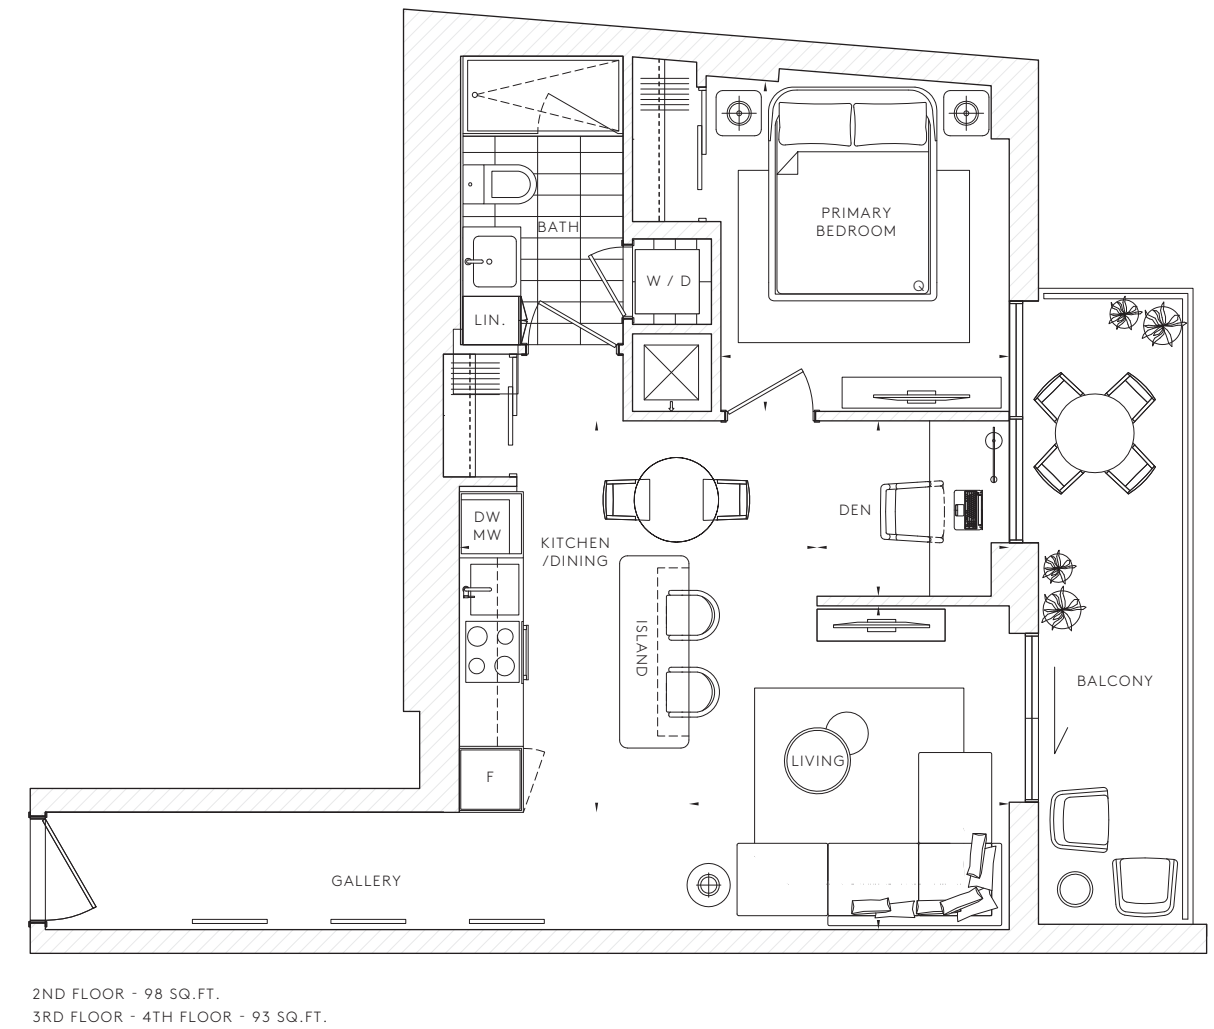 PRIMARY
BEDROOM
BATH
W / D
Q
LIN.
DW
MW
KITCHEN
/DINING
DEN
ISLAND
BALCONY
LIVING
F
GALLERY
2ND FLOOR - 98 SQ.FT.
3RD FLOOR - 4TH FLOOR - 93 SQ.FT.